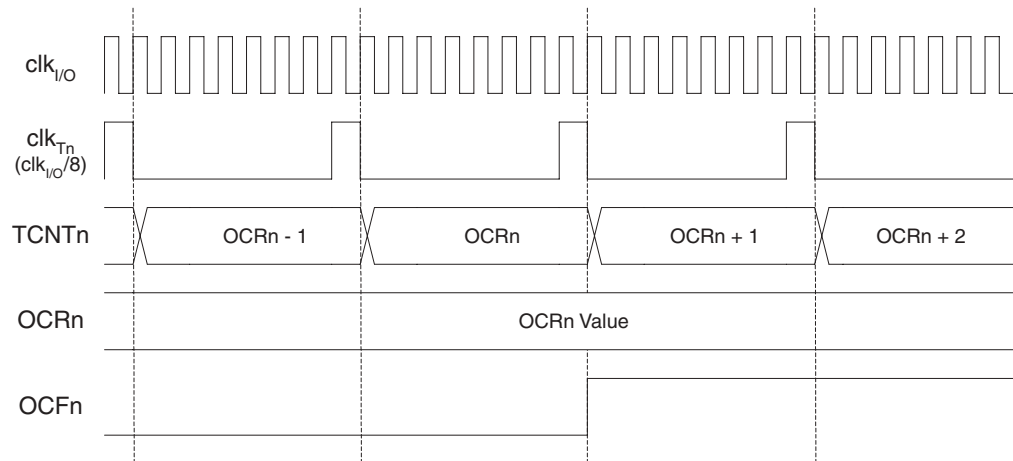 clkI/O
clkTn
(clkI/O/8)
TCNTn
OCRn - 1
OCRn
OCRn + 1
OCRn + 2
OCRn
OCRn Value
OCFn